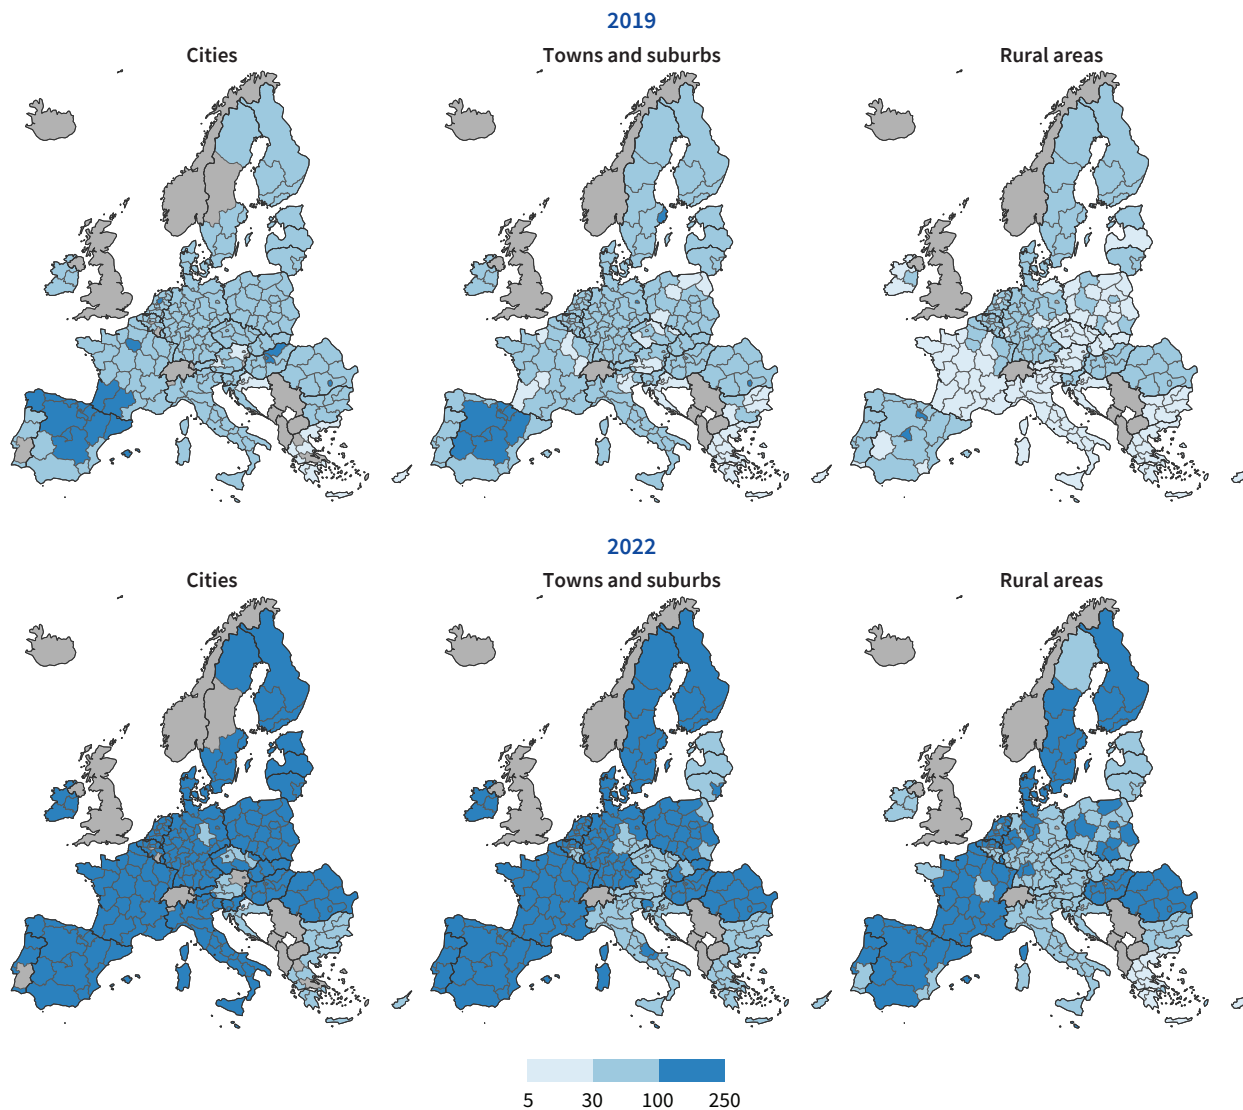 2019
Cities
Towns and suburbs
Rural areas
2022
Cities
Towns and suburbs
Rural areas
5 30 100 250